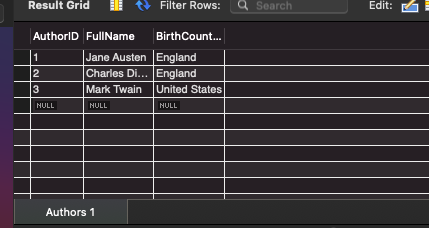 Result Grid Filter Rows: Search Edit:
AuthorID FullName BirthCount...
1 Jane Austen England
2 Charles Di... England
3 Mark Twain United States
NULL NULL NULL
Authors 1